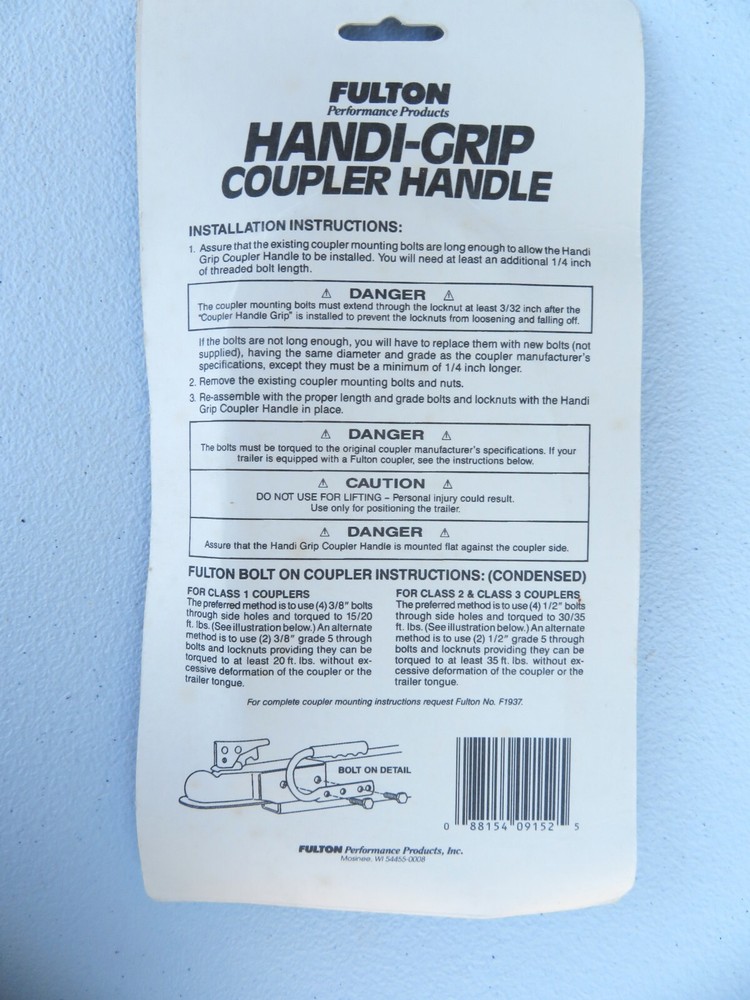 FULTON
Performance Products
HANDI-GRIP
COUPLER HANDLE
INSTALLATION INSTRUCTIONS:
1. Assure that the existing coupler mounting bolts are long enough to allow the Handi
Grip Coupler Handle to be installed. You will need at least an additional 1/4 inch
of threaded bolt length.
⚠ DANGER ⚠
The coupler mounting bolts must extend through the locknut at least 3/32 inch after the
"Coupler Handle Grip" is installed to prevent the locknuts from loosening and falling off.
If the bolts are not long enough, you will have to replace them with new bolts (not
supplied), having the same diameter and grade as the coupler manufacturer's
specifications, except they must be a minimum of 1/4 inch longer.
2. Remove the existing coupler mounting bolts and nuts.
3. Re-assemble with the proper length and grade bolts and locknuts with the Handi
Grip Coupler Handle in place.
⚠ DANGER ⚠
The bolts must be torqued to the original coupler manufacturer's specifications. If your
trailer is equipped with a Fulton coupler, see the instructions below.
⚠ CAUTION ⚠
DO NOT USE FOR LIFTING – Personal injury could result.
Use only for positioning the trailer.
⚠ DANGER ⚠
Assure that the Handi Grip Coupler Handle is mounted flat against the coupler side.
FULTON BOLT ON COUPLER INSTRUCTIONS: (CONDENSED)
FOR CLASS 1 COUPLERS
The preferred method is to use (4) 3/8" bolts
through side holes and torqued to 15/20
ft. lbs. (See illustration below.) An alternate
method is to use (2) 3/8" grade 5 through
bolts and locknuts providing they can be
torqued to at least 20 ft. lbs. without ex-
cessive deformation of the coupler or the
trailer tongue.
FOR CLASS 2 & CLASS 3 COUPLERS
The preferred method is to use (4) 1/2" bolts
through side holes and torqued to 30/35
ft. lbs. (See illustration below.) An alternate
method is to use (2) 1/2" grade 5 through
bolts and locknuts providing they can be
torqued to at least 35 ft. lbs. without ex-
cessive deformation of the coupler or the
trailer tongue.
For complete coupler mounting instructions request Fulton No. F1937.
BOLT ON DETAIL
0 88154 09152 5
FULTON Performance Products, Inc.
Mosinee, WI 54455-0008